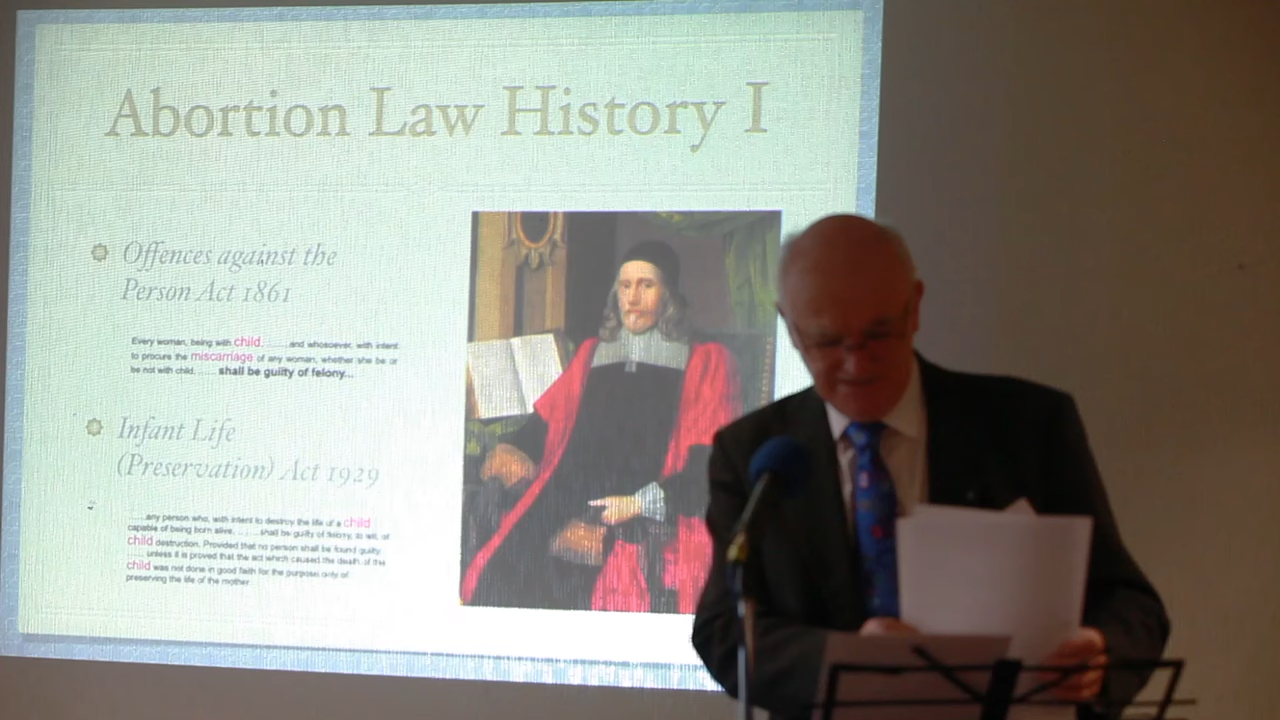 Abortion Law History I
Offences against the
Person Act 1861
Every woman, being with child. ...... and whosoever, with intent
to procure the miscarriage of any woman, whether she be or
be not with child. ..... shall be guilty of felony...
Infant Life
(Preservation) Act 1929
.....any person who, with intent to destroy the life of a child
capable of being born alive. ...... shall be guilty of felony, to wit, of
child destruction. Provided that no person shall be found guilty
...... unless it is proved that the act which caused the death of the
child was not done in good faith for the purpose only of
preserving the life of the mother